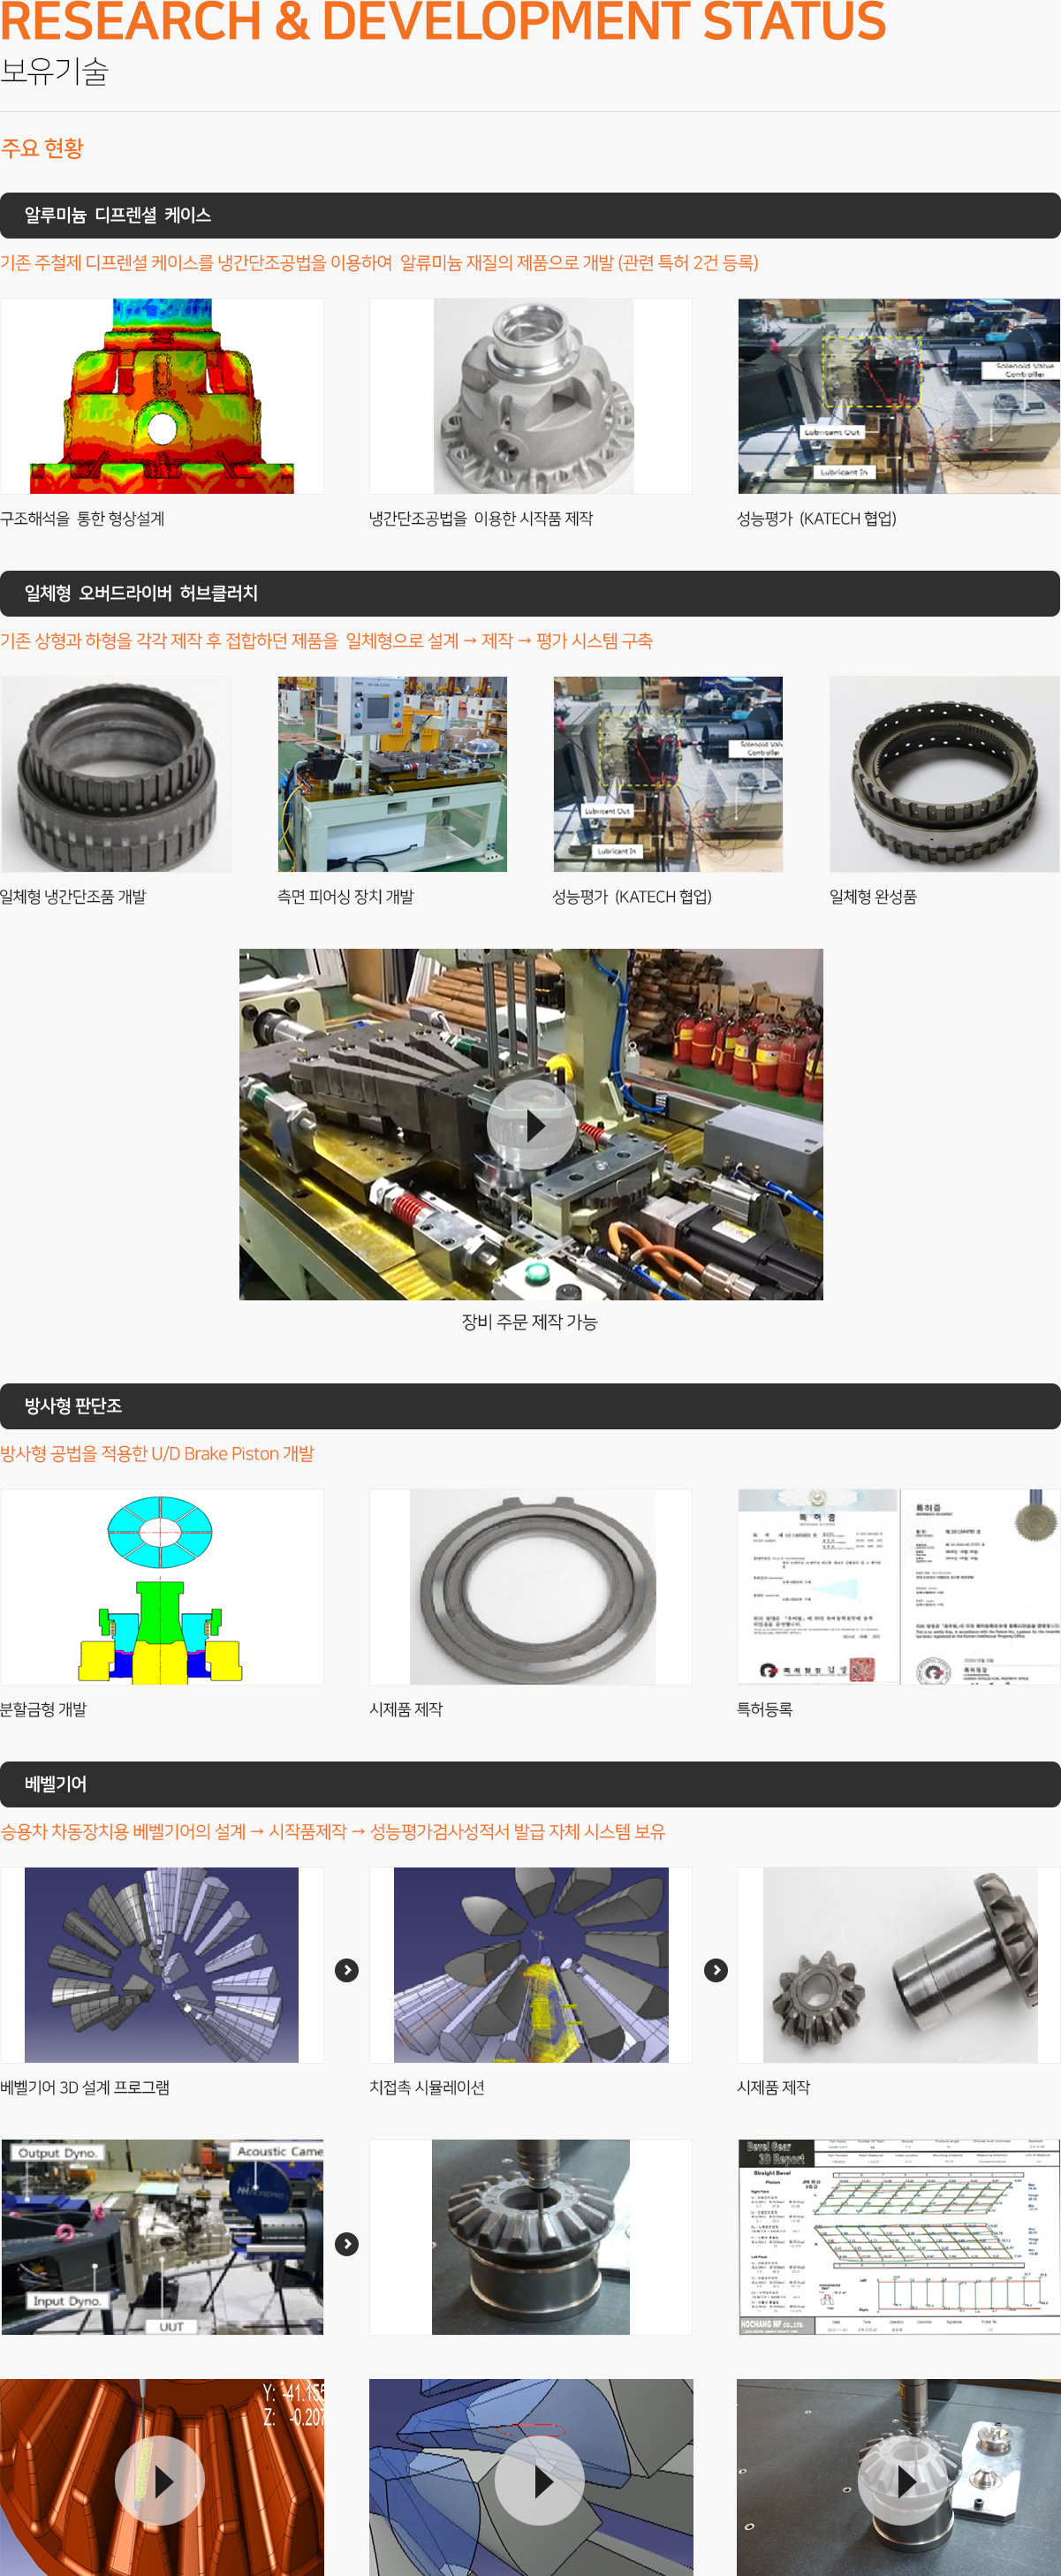 RESEARCH & DEVELOPMENT STATUS
보유기술
주요 현황
알루미늄 디프렌셜 케이스
기존 주철제 디프렌셜 케이스를 냉간단조공법을 이용하여 알류미늄 재질의 제품으로 개발 (관련 특허 2건 등록)
Solenoid Valve
Controller
Lubricant Out
Lubricant In
구조해석을 통한 형상설계
냉간단조공법을 이용한 시작품 제작
성능평가 (KATECH 협업)
일체형 오버드라이버 허브클러치
기존 상형과 하형을 각각 제작 후 접합하던 제품을 일체형으로 설계 → 제작 → 평가 시스템 구축
Solenoid Valv
Controller
Lubricant Out
Lubricant In
일체형 냉간단조품 개발
측면 피어싱 장치 개발
성능평가 (KATECH 협업)
일체형 완성품
장비 주문 제작 가능
방사형 판단조
방사형 공법을 적용한 U/D Brake Piston 개발
특허증
특허증
분할금형 개발
시제품 제작
특허등록
베벨기어
승용차 차동장치용 베벨기어의 설계 → 시작품제작 → 성능평가검사성적서 발급 자체 시스템 보유
베벨기어 3D 설계 프로그램
치접촉 시뮬레이션
시제품 제작
Output Dyno.
Acoustic Came
Input Dyno.
UUT
Bevel Gear
3D Report
Straight Bevel
HOCHANG MF CO.,LTD.
Y: -41.155
Z: -0.207